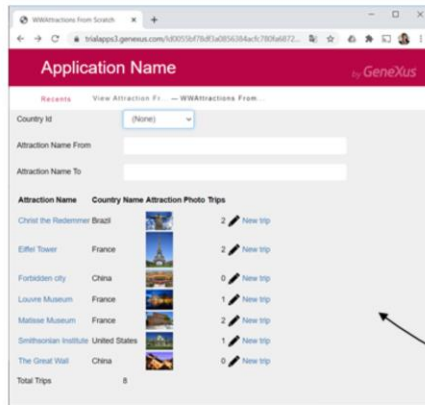 WWAttractions From Scratch
Application Name
by GeneXus
Recents View Attraction Fr... — WWAttractions From...
Country Id (None)
Attraction Name From
Attraction Name To
Attraction Name Country Name Attraction Photo Trips
Christ the Redemmer Brazil 2 New trip
Eiffel Tower France 2 New trip
Forbidden city China 0 New trip
Louvre Museum France 1 New trip
Matisse Museum France 2 New trip
Smithsonian Institute United States 1 New trip
The Great Wall China 0 New trip
Total Trips 8